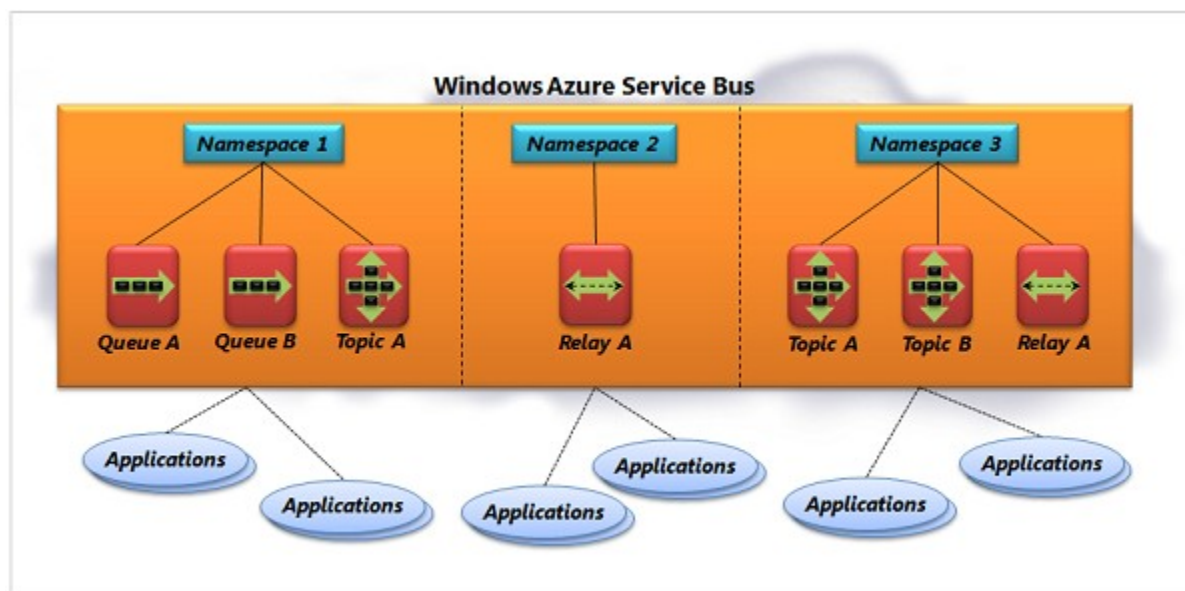 Windows Azure Service Bus
Namespace 1
Namespace 2
Namespace 3
Queue A
Queue B
Topic A
Relay A
Topic A
Topic B
Relay A
Applications
Applications
Applications
Applications
Applications
Applications